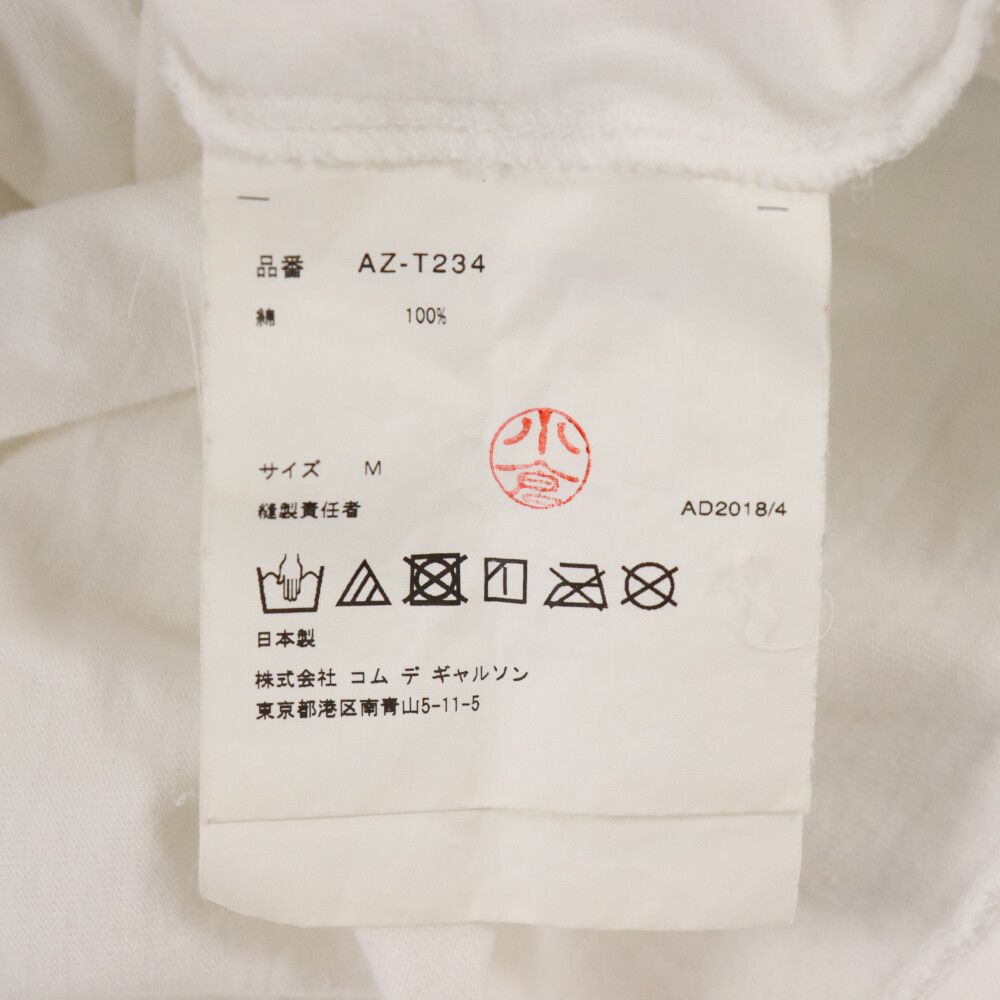 品番 AZ-T234
綿 100%
小倉
サイズ M
縫製責任者 AD2018/4
日本製
株式会社 コム デ ギャルソン
東京都港区南青山5-11-5